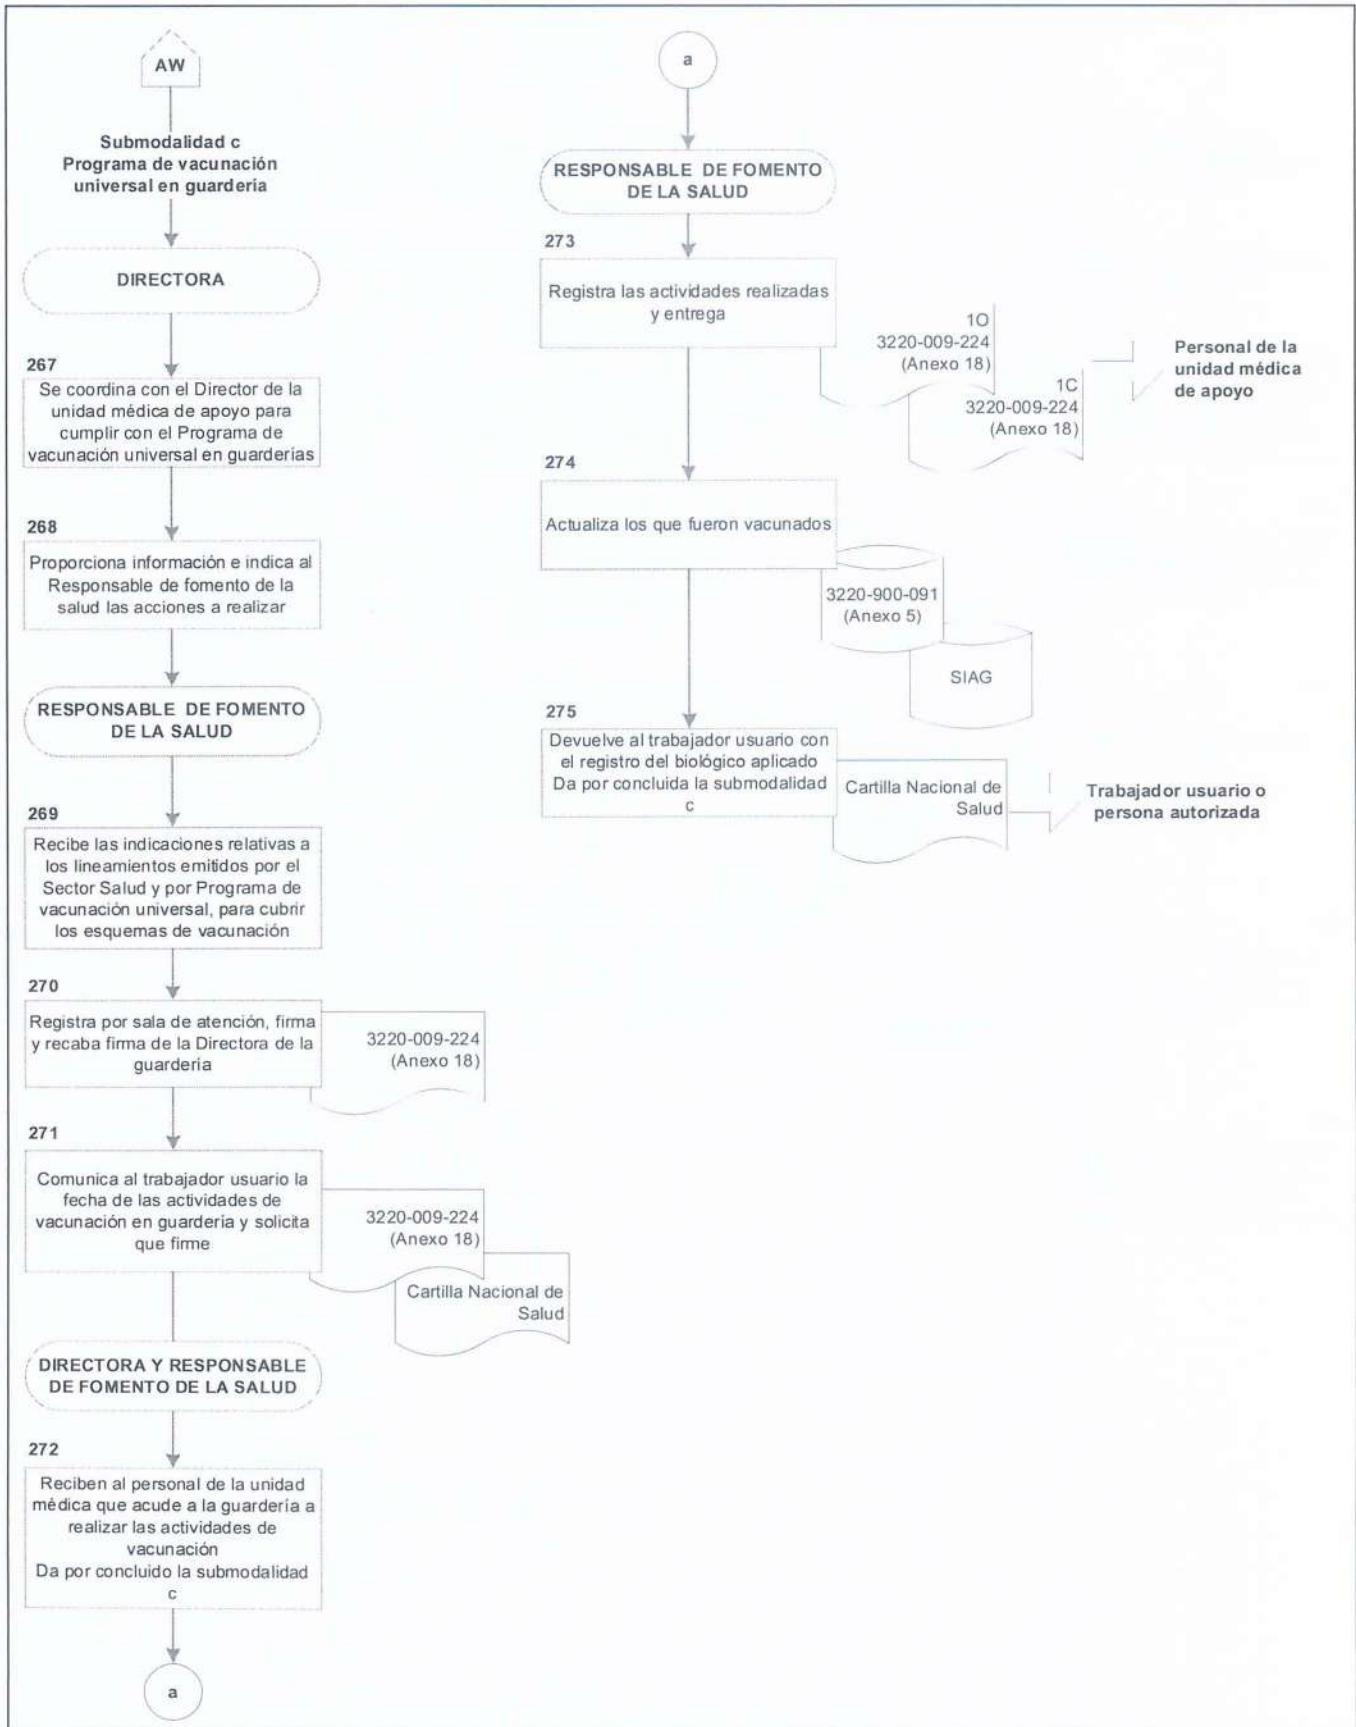 AW
Submodalidad c
Programa de vacunación
universal en guardería
DIRECTORA
267
Se coordina con el Director de la
unidad médica de apoyo para
cumplir con el Programa de
vacunación universal en guarderías
268
Proporciona información e indica al
Responsable de fomento de la
salud las acciones a realizar
RESPONSABLE DE FOMENTO
DE LA SALUD
269
Recibe las indicaciones relativas a
los lineamientos emitidos por el
Sector Salud y por Programa de
vacunación universal, para cubrir
los esquemas de vacunación
270
Registra por sala de atención, firma
y recaba firma de la Directora de la
guardería
3220-009-224
(Anexo 18)
271
Comunica al trabajador usuario la
fecha de las actividades de
vacunación en guardería y solicita
que firme
3220-009-224
(Anexo 18)
Cartilla Nacional de
Salud
DIRECTORA Y RESPONSABLE
DE FOMENTO DE LA SALUD
272
Reciben al personal de la unidad
médica que acude a la guardería a
realizar las actividades de
vacunación
Da por concluido la submodalidad
c
a
a
RESPONSABLE DE FOMENTO
DE LA SALUD
273
Registra las actividades realizadas
y entrega
1O
3220-009-224
(Anexo 18)
1C
3220-009-224
(Anexo 18)
Personal de la
unidad médica
de apoyo
274
Actualiza los que fueron vacunados
3220-900-091
(Anexo 5)
SIAG
275
Devuelve al trabajador usuario con
el registro del biológico aplicado
Da por concluida la submodalidad
c
Cartilla Nacional de
Salud
Trabajador usuario o
persona autorizada